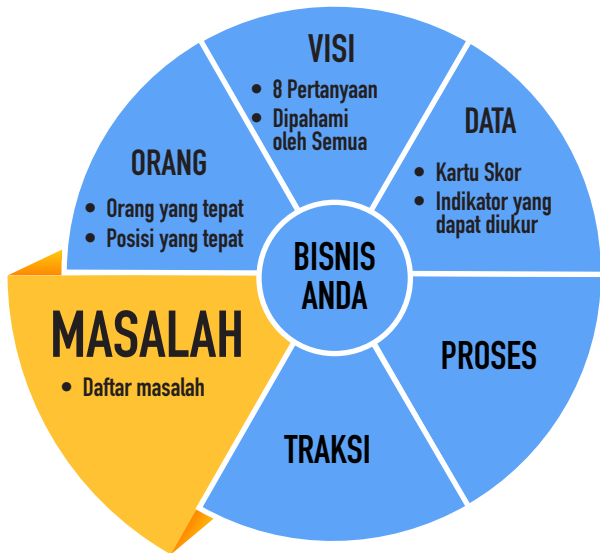 VISI
• 8 Pertanyaan
• Dipahami
oleh Semua
DATA
• Kartu Skor
• Indikator yang
dapat diukur
ORANG
• Orang yang tepat
• Posisi yang tepat
BISNIS
ANDA
MASALAH
• Daftar masalah
PROSES
TRAKSI